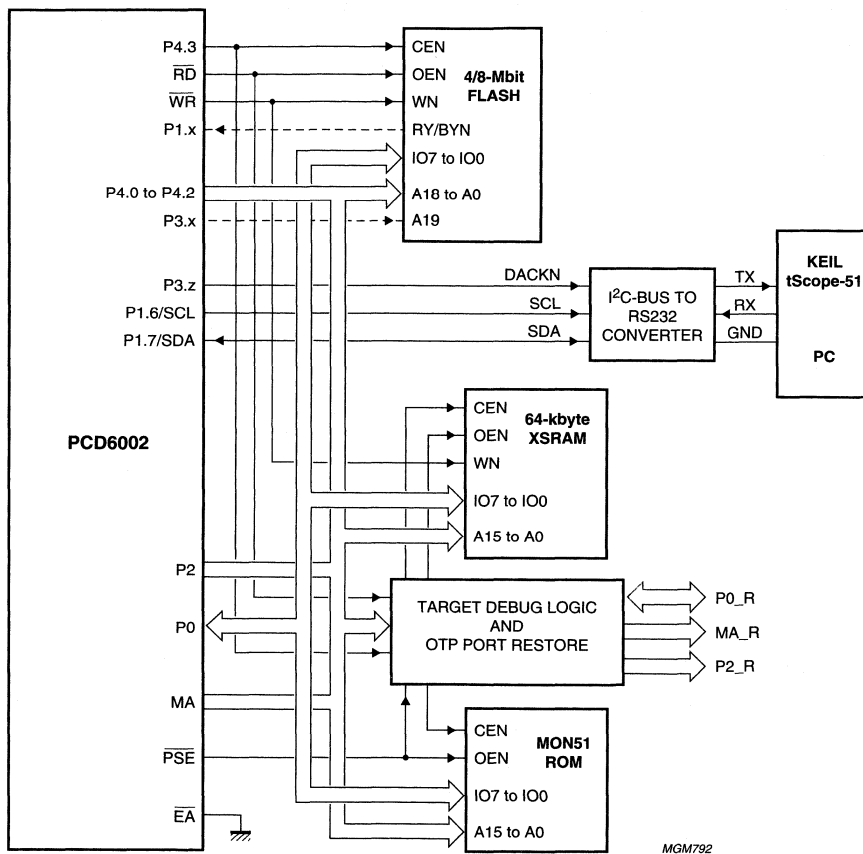 PCD6002
P4.3
RD
WR
P1.x
P4.0 to P4.2
P3.x
P3.z
P1.6/SCL
P1.7/SDA
P2
P0
MA
PSE
EA
CEN
OEN
WN
RY/BYN
IO7 to IO0
A18 to A0
A19
4/8-Mbit
FLASH
DACKN
SCL
SDA
I²C-BUS TO
RS232
CONVERTER
TX
RX
GND
KEIL
tScope-51
PC
CEN
OEN
WN
IO7 to IO0
A15 to A0
64-kbyte
XSRAM
TARGET DEBUG LOGIC
AND
OTP PORT RESTORE
P0_R
MA_R
P2_R
CEN
OEN
IO7 to IO0
A15 to A0
MON51
ROM
MGM792